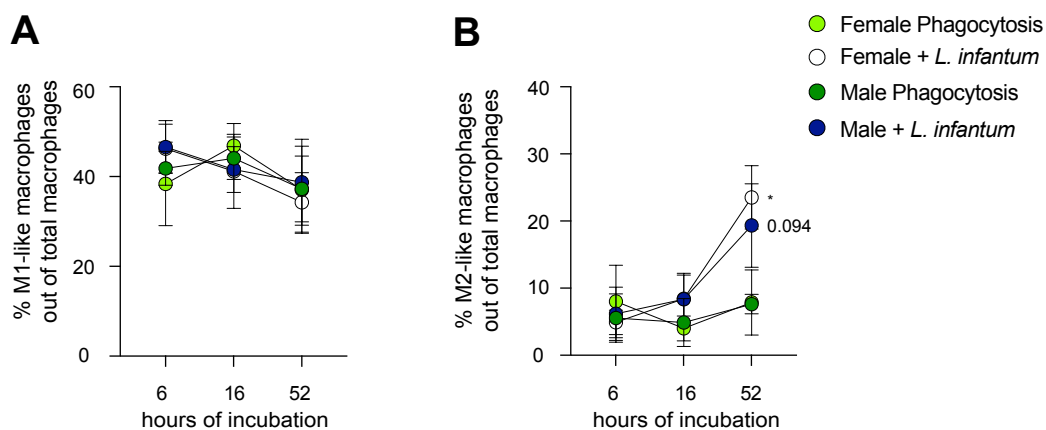 A
% M1-like macrophages
out of total macrophages
60
40
20
0
6 16 52
hours of incubation
B
% M2-like macrophages
out of total macrophages
40
30
20
10
0
*
0.094
6 16 52
hours of incubation
Female Phagocytosis
Female + L. infantum
Male Phagocytosis
Male + L. infantum